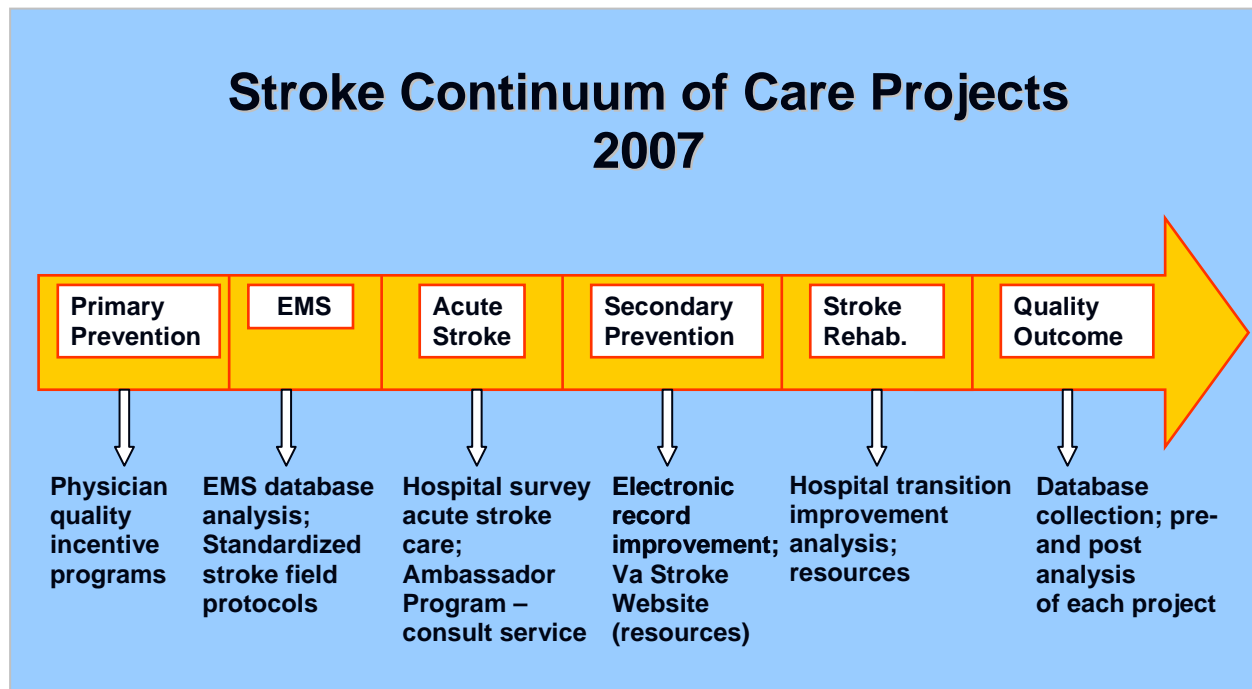 Stroke Continuum of Care Projects
2007
Primary
Prevention
EMS
Acute
Stroke
Secondary
Prevention
Stroke
Rehab.
Quality
Outcome
Physician
quality
incentive
programs
EMS database
analysis;
Standardized
stroke field
protocols
Hospital survey
acute stroke
care;
Ambassador
Program –
consult service
Electronic
record
improvement;
Va Stroke
Website
(resources)
Hospital transition
improvement
analysis;
resources
Database
collection; pre-
and post
analysis
of each project